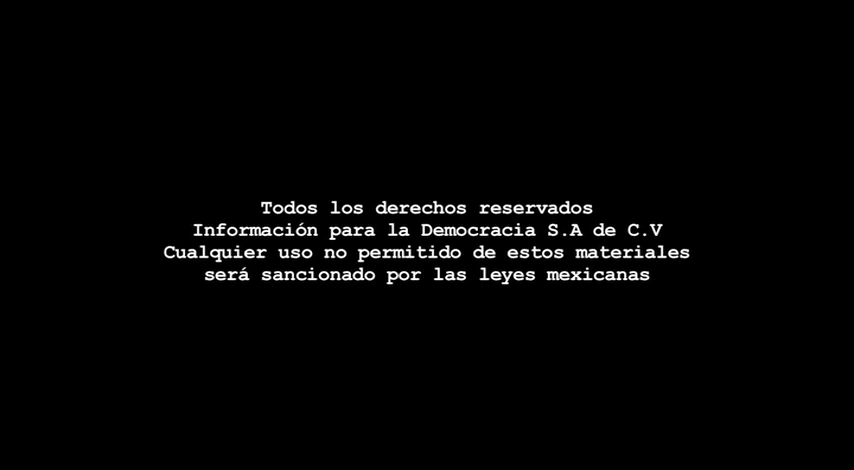 Todos los derechos reservados
Información para la Democracia S.A de C.V
Cualquier uso no permitido de estos materiales
será sancionado por las leyes mexicanas